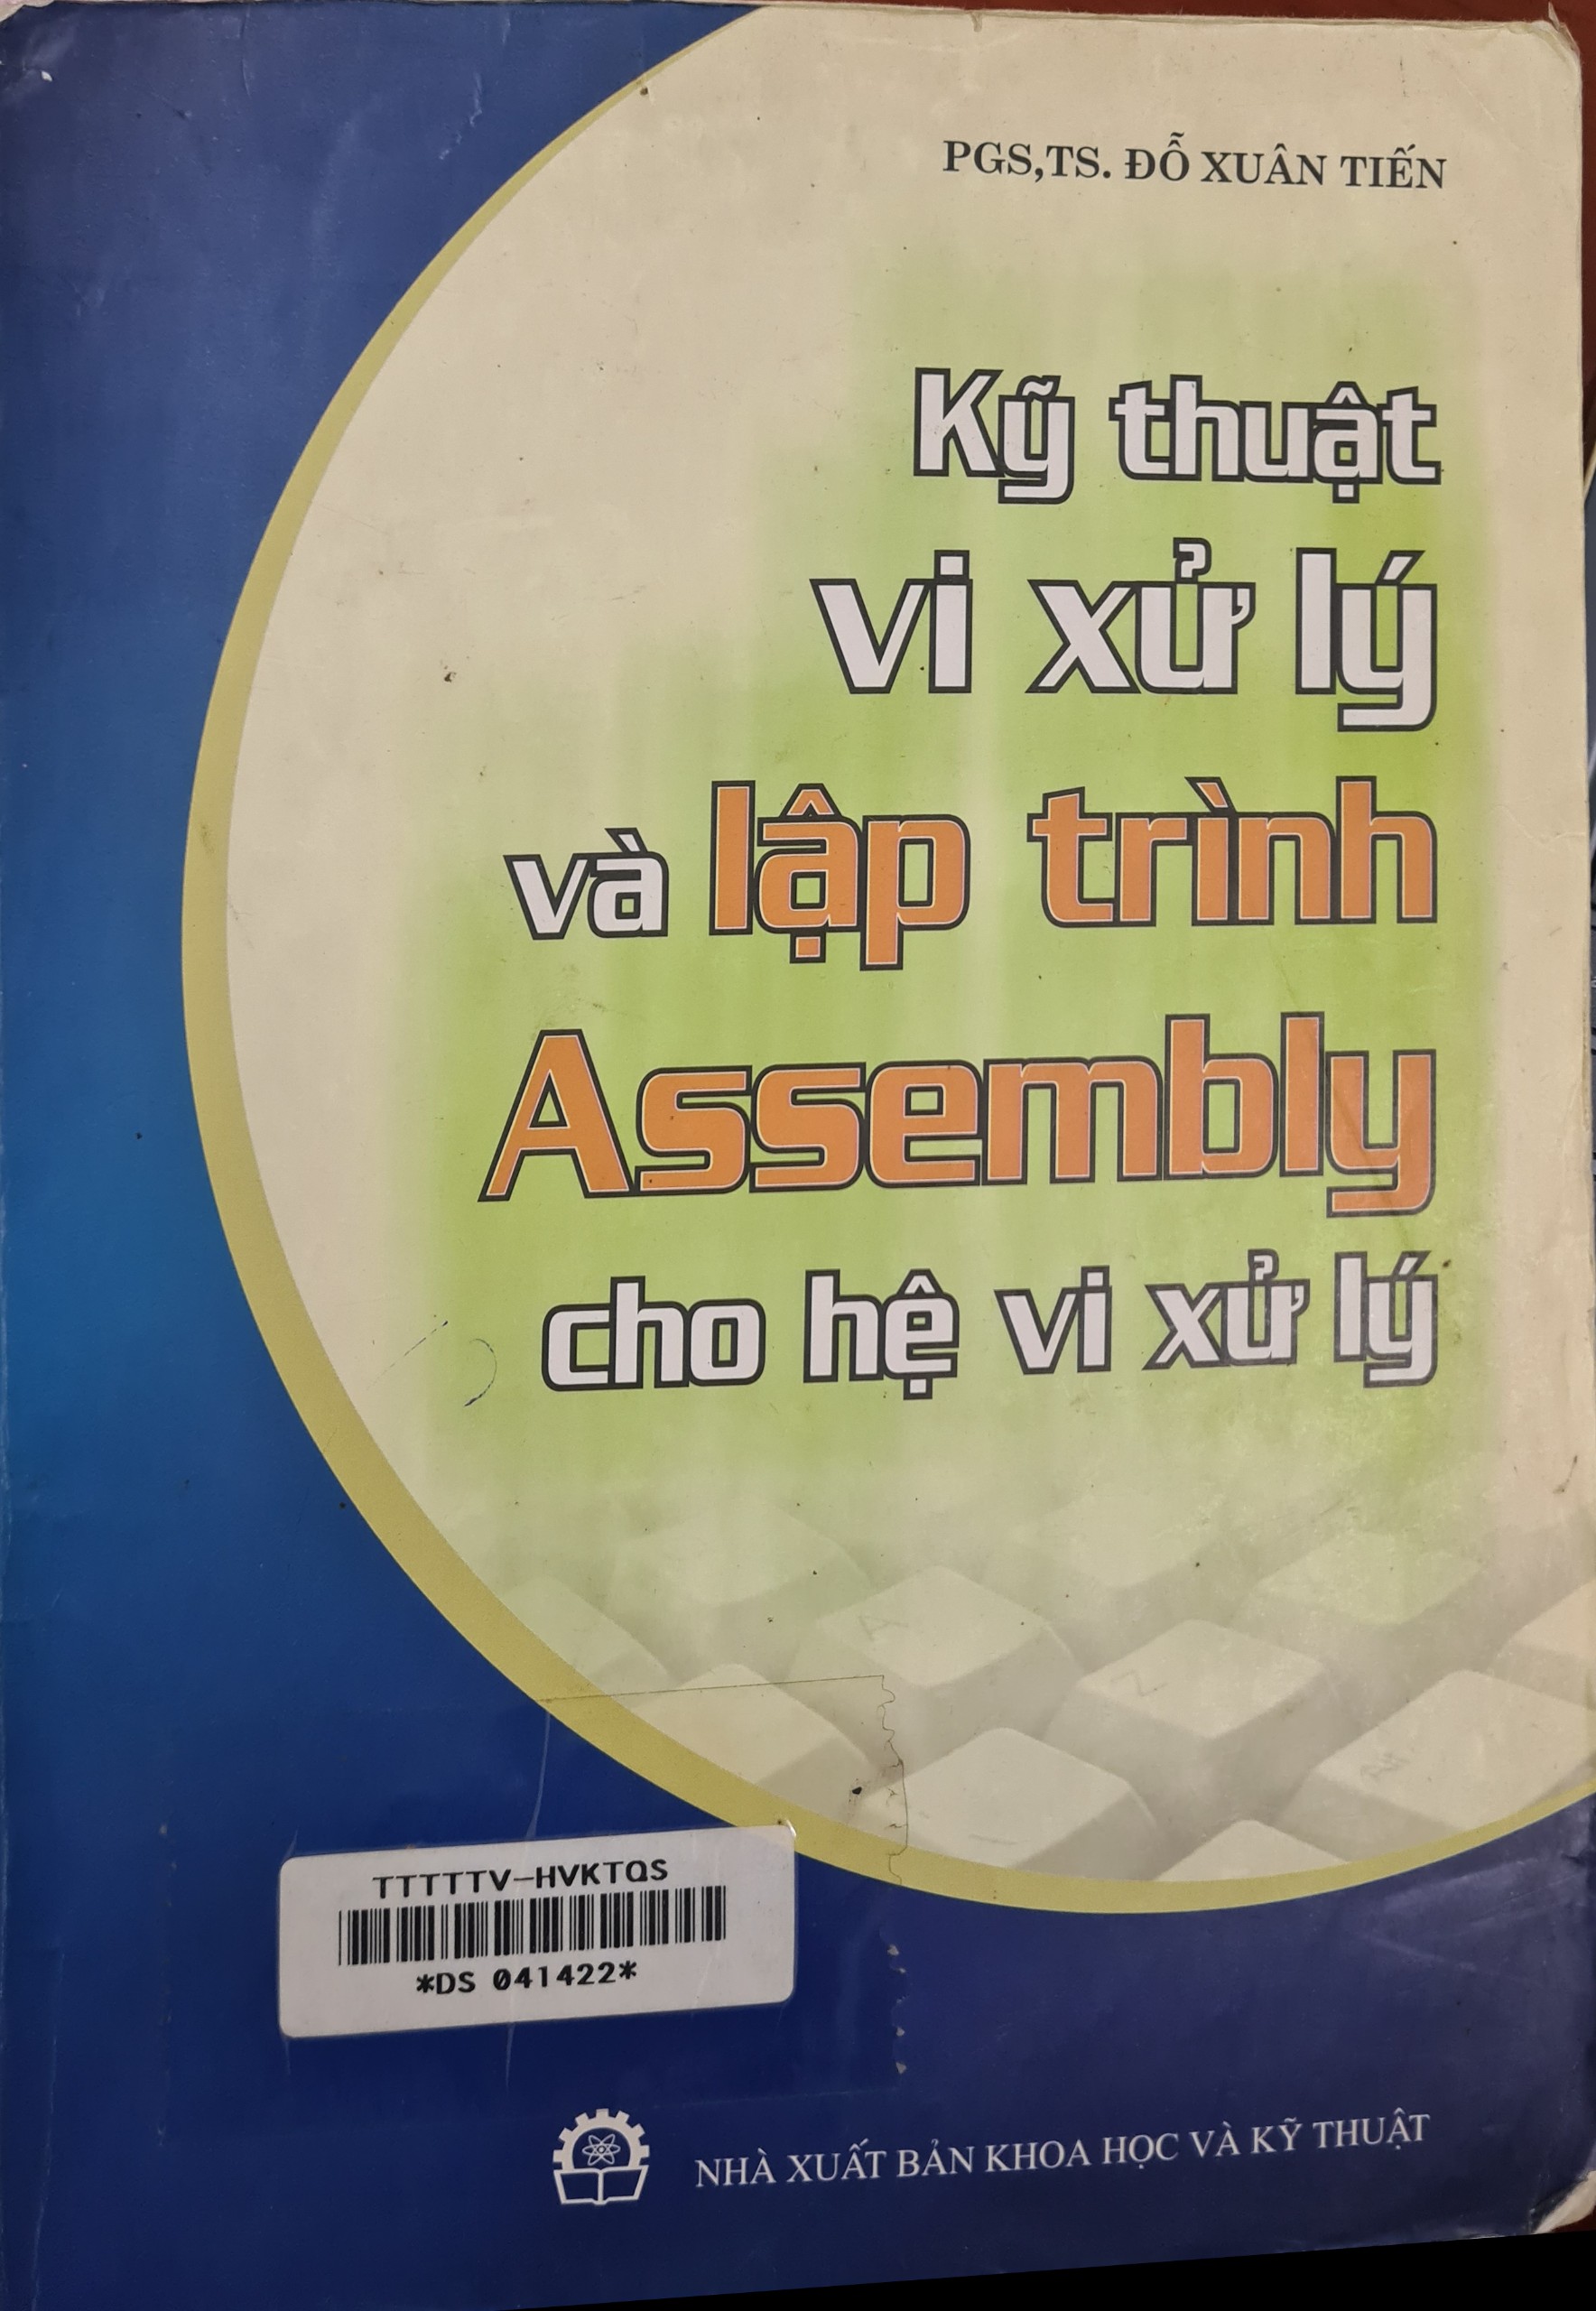 PGS,TS. ĐỖ XUÂN TIẾN
Kỹ thuật
vi xử lý
và lập trình
Assembly
cho hệ vi xử lý
A
Z
TTTTTV-HVKTQS
*DS 041422*
NHÀ XUẤT BẢN KHOA HỌC VÀ KỸ THUẬT